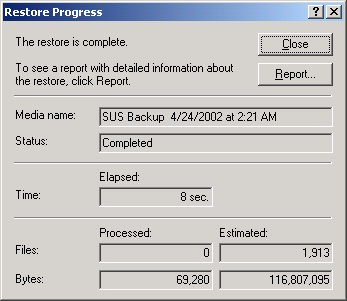 Restore Progress
The restore is complete.
Close
To see a report with detailed information about
the restore, click Report.
Report...
Media name:
SUS Backup  4/24/2002 at 2:21 AM
Status:
Completed
Elapsed:
Time:
8 sec.
Processed:
Estimated:
Files:
0
1,913
Bytes:
69,280
116,807,095